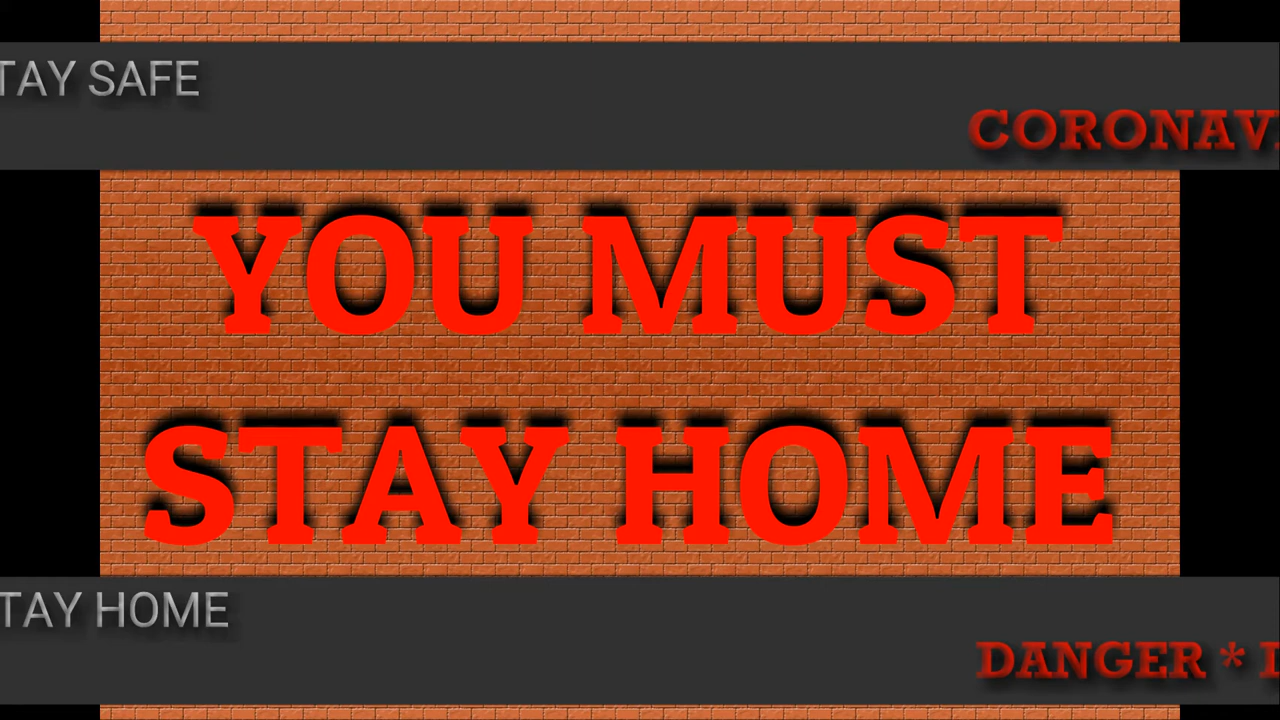 TAY SAFE
CORONAV
YOU MUST
STAY HOME
TAY HOME
DANGER *